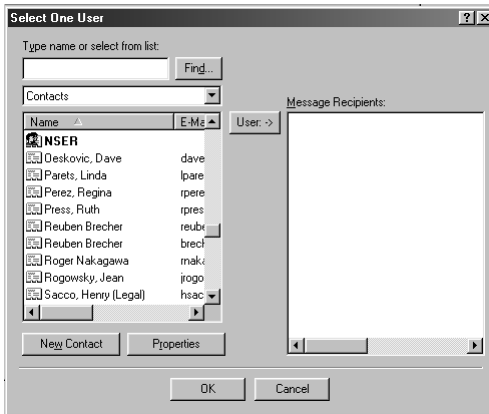 Select One User
Type name or select from list:
Find...
Contacts
Message Recipients:
Name E-Ma
User: ->
NSER
Oeskovic, Dave dave
Parets, Linda lpare
Perez, Regina rpere
Press, Ruth rpres
Reuben Brecher reube
Reuben Brecher brech
Roger Nakagawa rnaka
Rogowsky, Jean jrogo
Sacco, Henry (Legal) hsac
New Contact
Properties
OK
Cancel